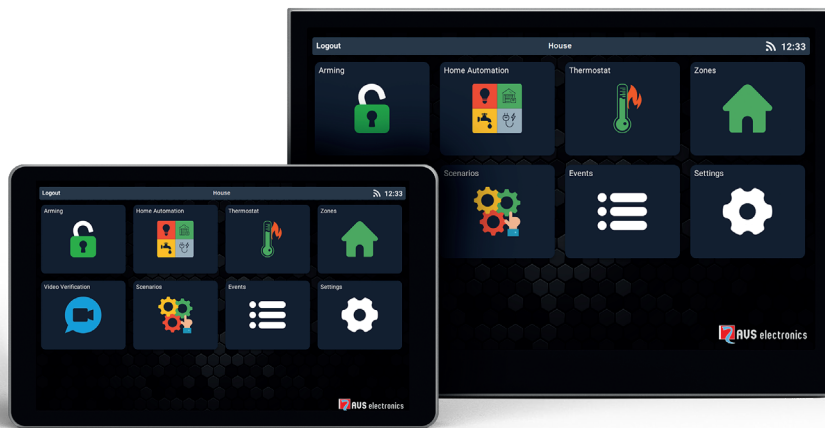 Logout House 12:33
Arming Home Automation Thermostat Zones
Scenarios Events Settings
AVS electronics
Logout House 12:33
Arming Home Automation Thermostat Zones
Video Verification Scenarios Events Settings
AVS electronics